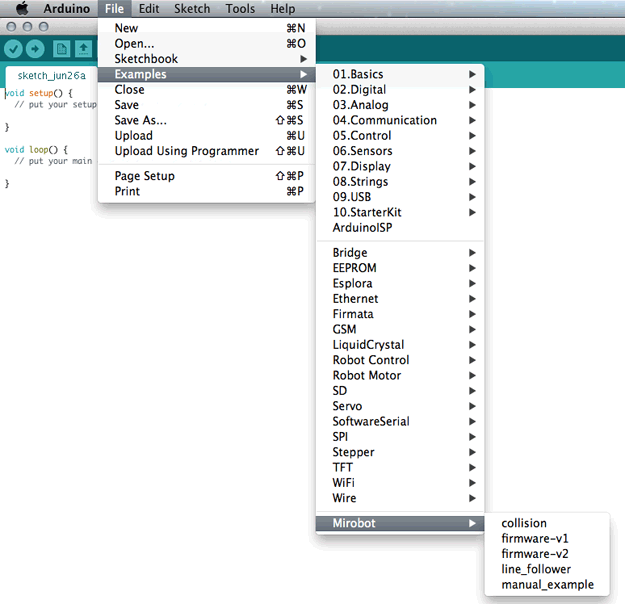 Arduino File Edit Sketch Tools Help
New ⌘N
Open... ⌘O
Sketchbook
Examples
Close ⌘W
Save ⌘S
Save As... ⇧⌘S
Upload ⌘U
Upload Using Programmer ⇧⌘U
Page Setup ⇧⌘P
Print ⌘P
sketch_jun26a
void setup() {
// put your setup
}
void loop() {
// put your main
}
01.Basics
02.Digital
03.Analog
04.Communication
05.Control
06.Sensors
07.Display
08.Strings
09.USB
10.StarterKit
ArduinoISP
Bridge
EEPROM
Esplora
Ethernet
Firmata
GSM
LiquidCrystal
Robot Control
Robot Motor
SD
Servo
SoftwareSerial
SPI
Stepper
TFT
WiFi
Wire
Mirobot
collision
firmware-v1
firmware-v2
line_follower
manual_example